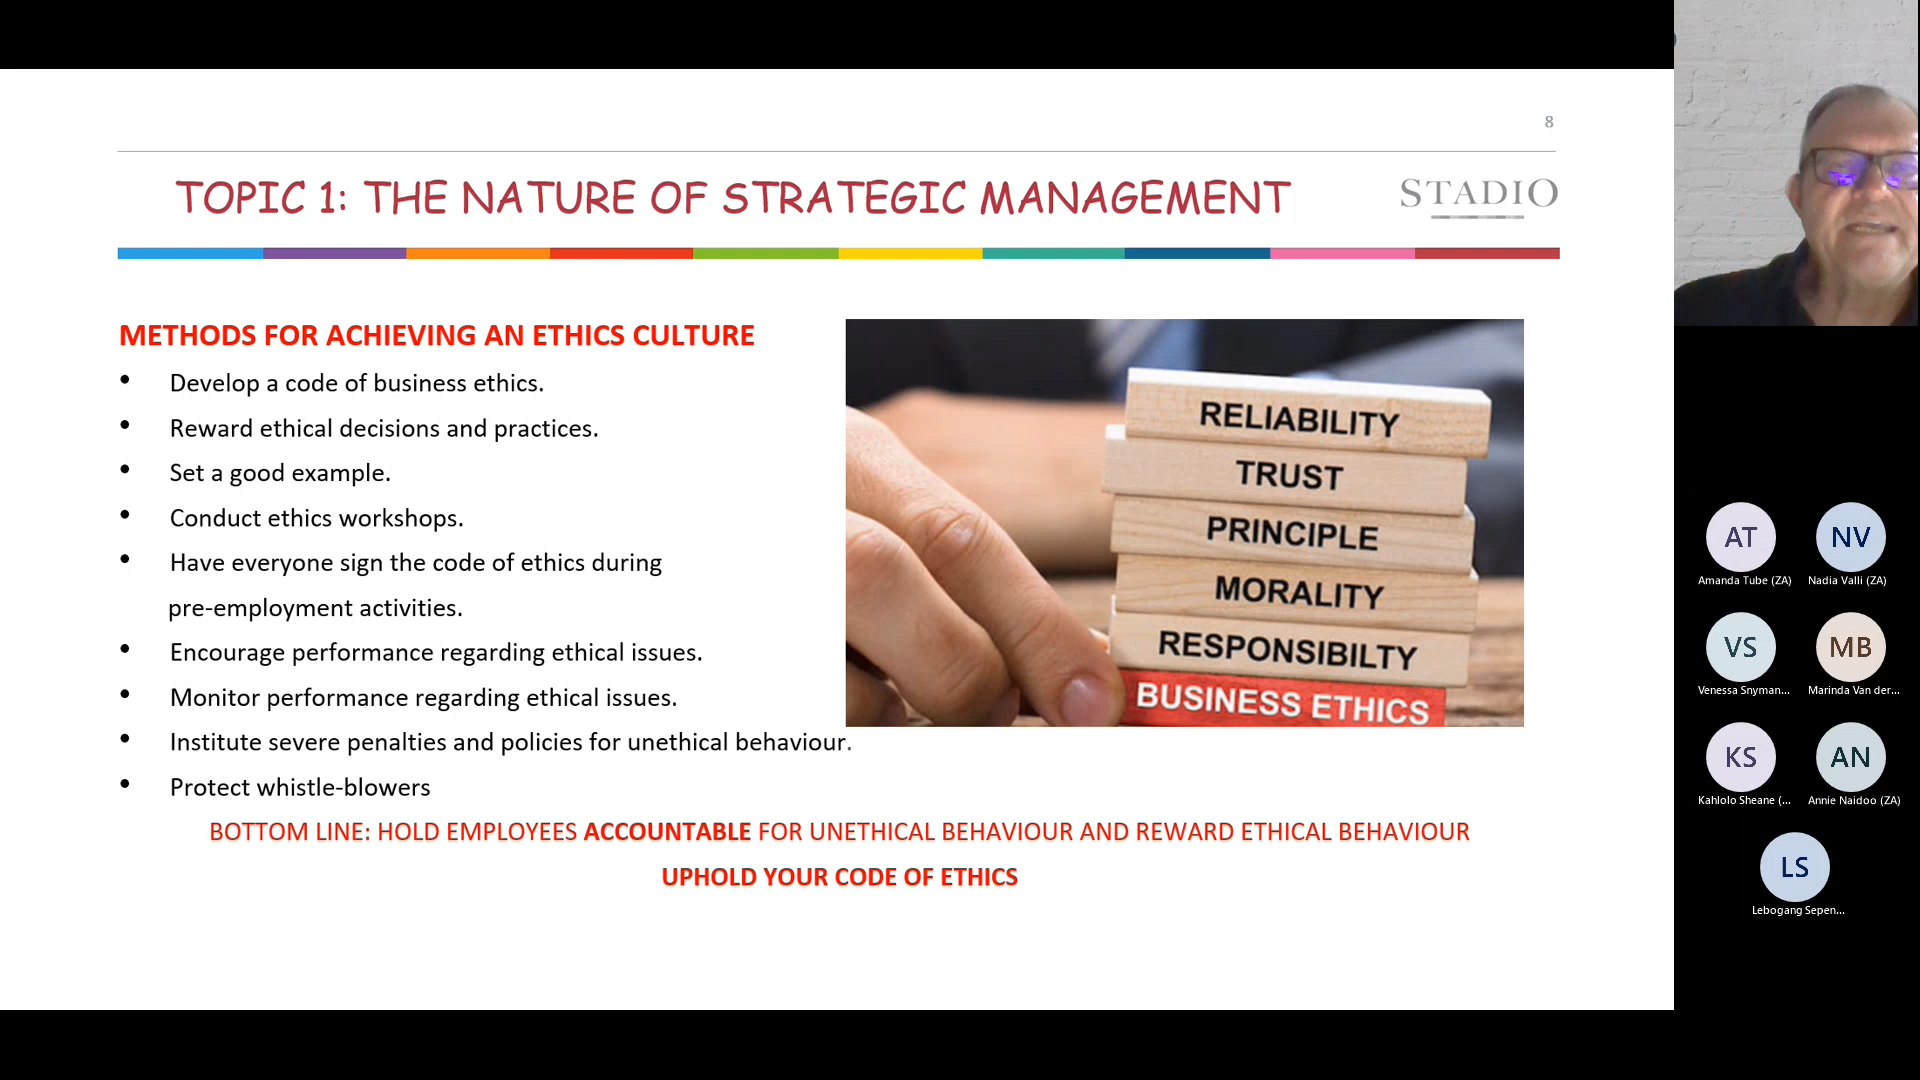 8
TOPIC 1: THE NATURE OF STRATEGIC MANAGEMENT
STADIO
METHODS FOR ACHIEVING AN ETHICS CULTURE
• Develop a code of business ethics.
• Reward ethical decisions and practices.
• Set a good example.
• Conduct ethics workshops.
• Have everyone sign the code of ethics during
pre-employment activities.
• Encourage performance regarding ethical issues.
• Monitor performance regarding ethical issues.
• Institute severe penalties and policies for unethical behaviour.
• Protect whistle-blowers
BOTTOM LINE: HOLD EMPLOYEES ACCOUNTABLE FOR UNETHICAL BEHAVIOUR AND REWARD ETHICAL BEHAVIOUR
UPHOLD YOUR CODE OF ETHICS
RELIABILITY
TRUST
PRINCIPLE
MORALITY
RESPONSIBILTY
BUSINESS ETHICS
AT
Amanda Tube (ZA)
NV
Nadia Valli (ZA)
VS
Venessa Snyman...
MB
Marinda Van der...
KS
Kahlolo Sheane (...
AN
Annie Naidoo (ZA)
LS
Lebogang Sepen...